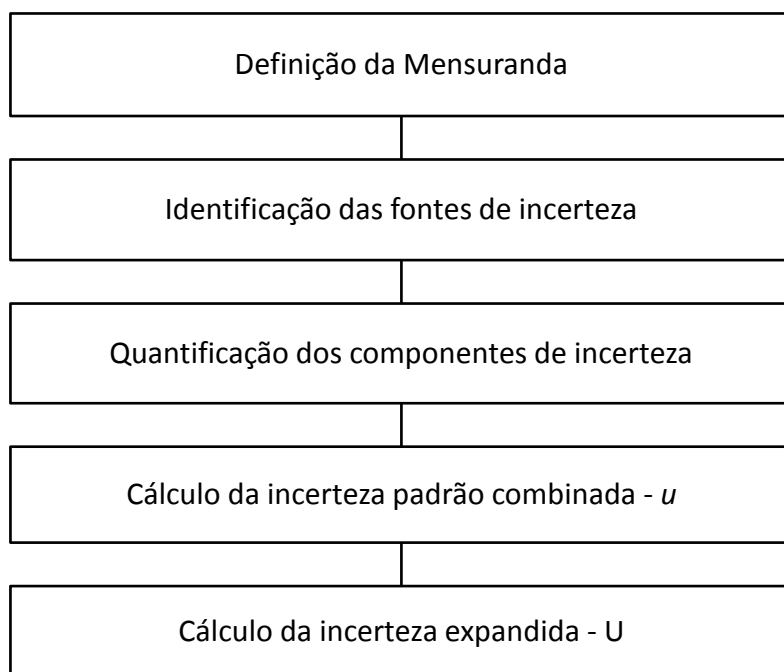 Definição da Mensuranda
Identificação das fontes de incerteza
Quantificação dos componentes de incerteza
Cálculo da incerteza padrão combinada - u
Cálculo da incerteza expandida - U